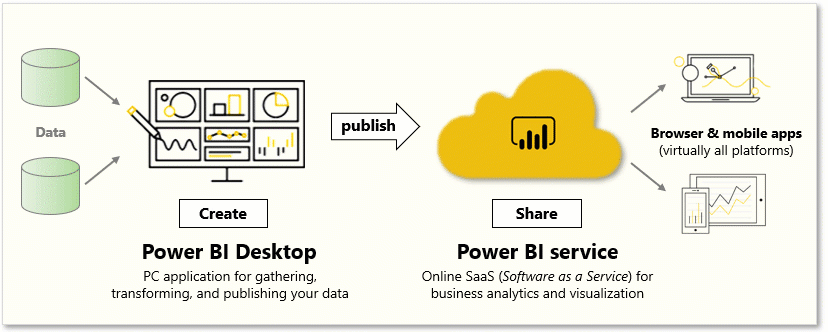 Data
publish
Create
Power BI Desktop
PC application for gathering,
transforming, and publishing your data
Share
Power BI service
Online SaaS (Software as a Service) for
business analytics and visualization
Browser & mobile apps
(virtually all platforms)